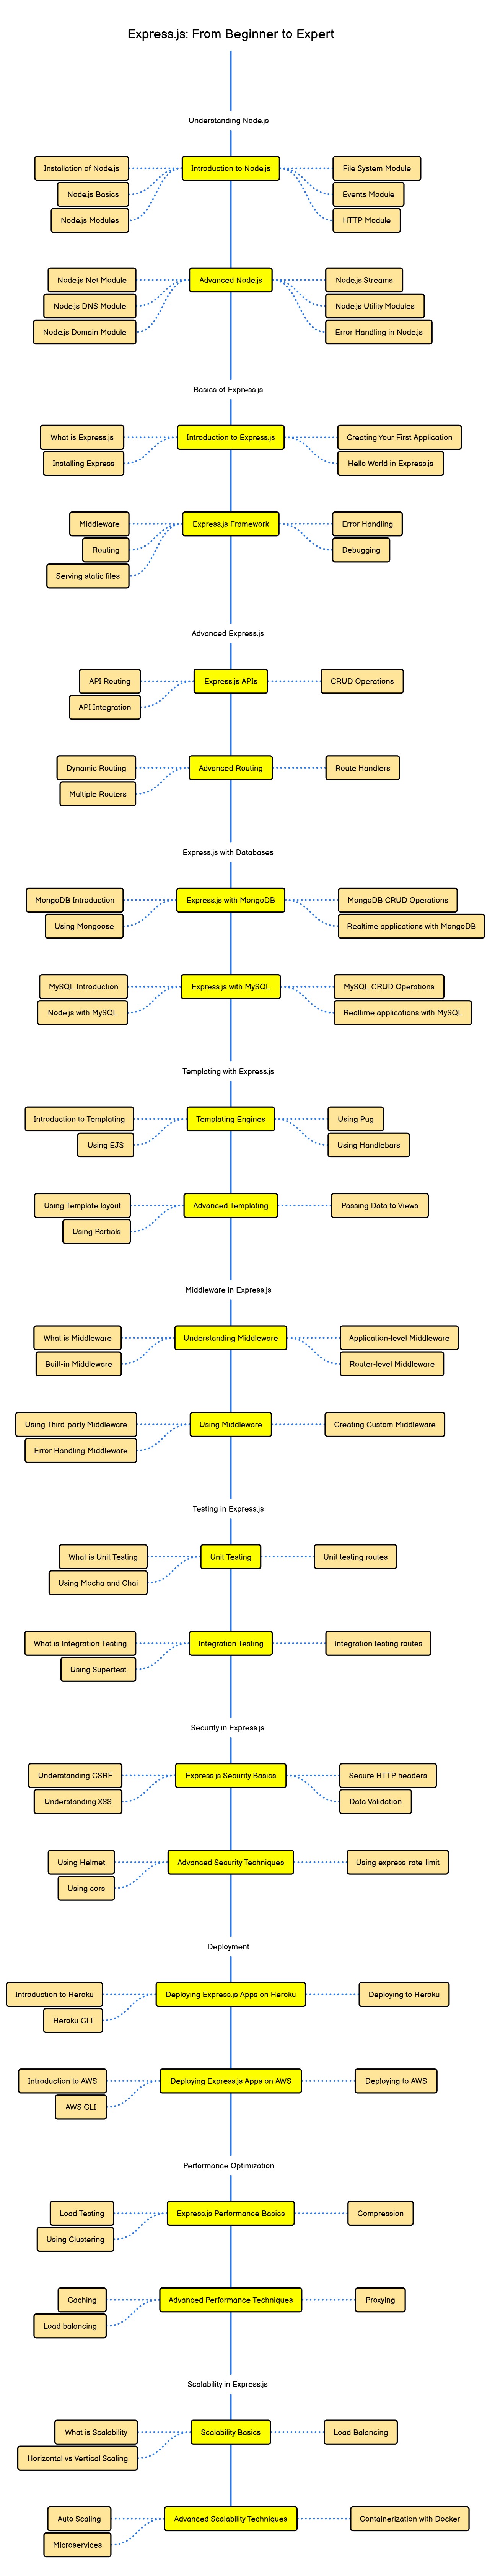 Express.js: From Beginner to Expert
Understanding Node.js
Installation of Node.js
Introduction to Node.js
File System Module
Node.js Basics
Events Module
Node.js Modules
HTTP Module
Node.js Net Module
Advanced Node.js
Node.js Streams
Node.js DNS Module
Node.js Utility Modules
Node.js Domain Module
Error Handling in Node.js
Basics of Express.js
What is Express.js
Introduction to Express.js
Creating Your First Application
Installing Express
Hello World in Express.js
Middleware
Express.js Framework
Error Handling
Routing
Debugging
Serving static files
Advanced Express.js
API Routing
Express.js APIs
CRUD Operations
API Integration
Dynamic Routing
Advanced Routing
Route Handlers
Multiple Routers
Express.js with Databases
MongoDB Introduction
Express.js with MongoDB
MongoDB CRUD Operations
Using Mongoose
Realtime applications with MongoDB
MySQL Introduction
Express.js with MySQL
MySQL CRUD Operations
Node.js with MySQL
Realtime applications with MySQL
Templating with Express.js
Introduction to Templating
Templating Engines
Using Pug
Using EJS
Using Handlebars
Using Template layout
Advanced Templating
Passing Data to Views
Using Partials
Middleware in Express.js
What is Middleware
Understanding Middleware
Application-level Middleware
Built-in Middleware
Router-level Middleware
Using Third-party Middleware
Using Middleware
Creating Custom Middleware
Error Handling Middleware
Testing in Express.js
What is Unit Testing
Unit Testing
Unit testing routes
Using Mocha and Chai
What is Integration Testing
Integration Testing
Integration testing routes
Using Supertest
Security in Express.js
Understanding CSRF
Express.js Security Basics
Secure HTTP headers
Understanding XSS
Data Validation
Using Helmet
Advanced Security Techniques
Using express-rate-limit
Using cors
Deployment
Introduction to Heroku
Deploying Express.js Apps on Heroku
Deploying to Heroku
Heroku CLI
Introduction to AWS
Deploying Express.js Apps on AWS
Deploying to AWS
AWS CLI
Performance Optimization
Load Testing
Express.js Performance Basics
Compression
Using Clustering
Caching
Advanced Performance Techniques
Proxying
Load balancing
Scalability in Express.js
What is Scalability
Scalability Basics
Load Balancing
Horizontal vs Vertical Scaling
Auto Scaling
Advanced Scalability Techniques
Containerization with Docker
Microservices